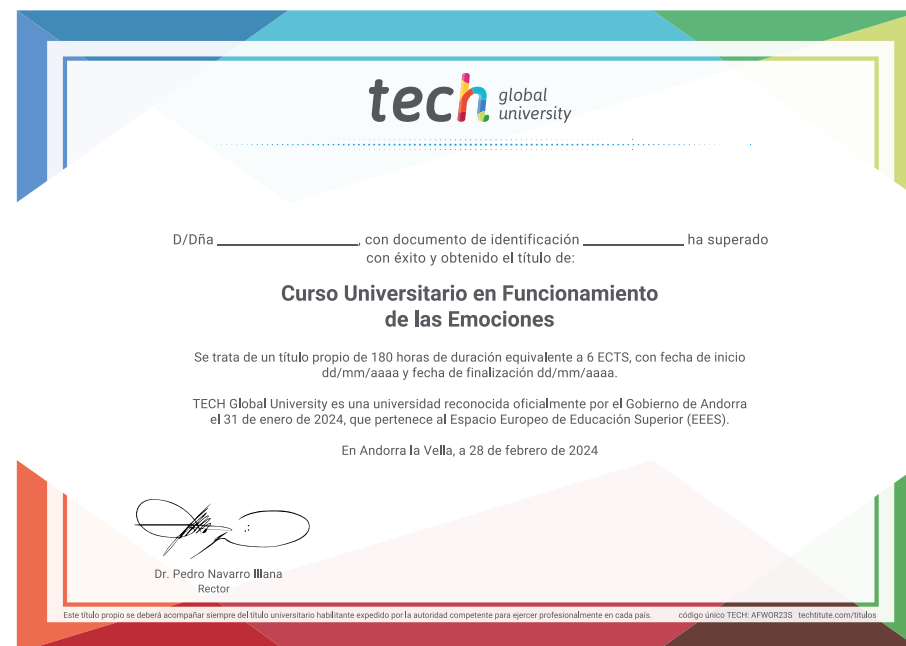 tech global university
D/Dña ____________________, con documento de identificación ______________ ha superado
con éxito y obtenido el título de:
Curso Universitario en Funcionamiento
de las Emociones
Se trata de un título propio de 180 horas de duración equivalente a 6 ECTS, con fecha de inicio
dd/mm/aaaa y fecha de finalización dd/mm/aaaa.
TECH Global University es una universidad reconocida oficialmente por el Gobierno de Andorra
el 31 de enero de 2024, que pertenece al Espacio Europeo de Educación Superior (EEES).
En Andorra la Vella, a 28 de febrero de 2024
Dr. Pedro Navarro Illana
Rector
Este título propio se deberá acompañar siempre del título universitario habilitante expedido por la autoridad competente para ejercer profesionalmente en cada país. código único TECH: AFWOR23S techtitute.com/titulos